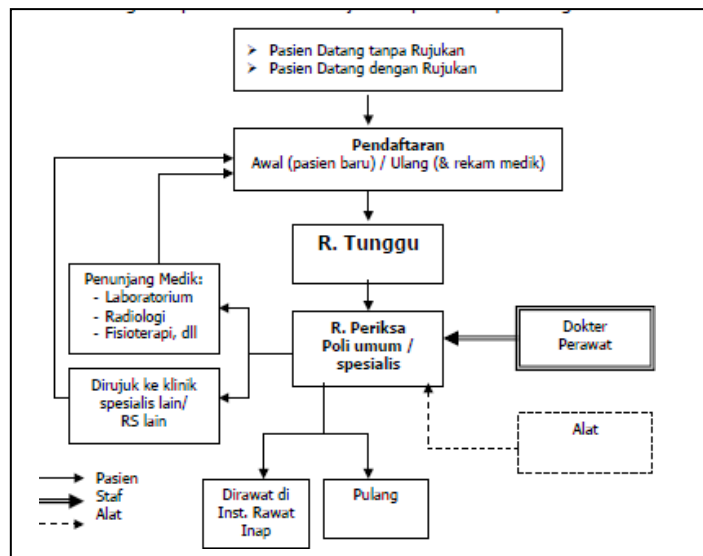 ➢ Pasien Datang tanpa Rujukan
➢ Pasien Datang dengan Rujukan
Pendaftaran
Awal (pasien baru) / Ulang (& rekam medik)
R. Tunggu
Penunjang Medik:
- Laboratorium
- Radiologi
- Fisioterapi, dll
R. Periksa
Poli umum /
spesialis
Dokter
Perawat
Dirujuk ke klinik
spesialis lain/
RS lain
Alat
Pasien
Staf
Alat
Dirawat di
Inst. Rawat
Inap
Pulang